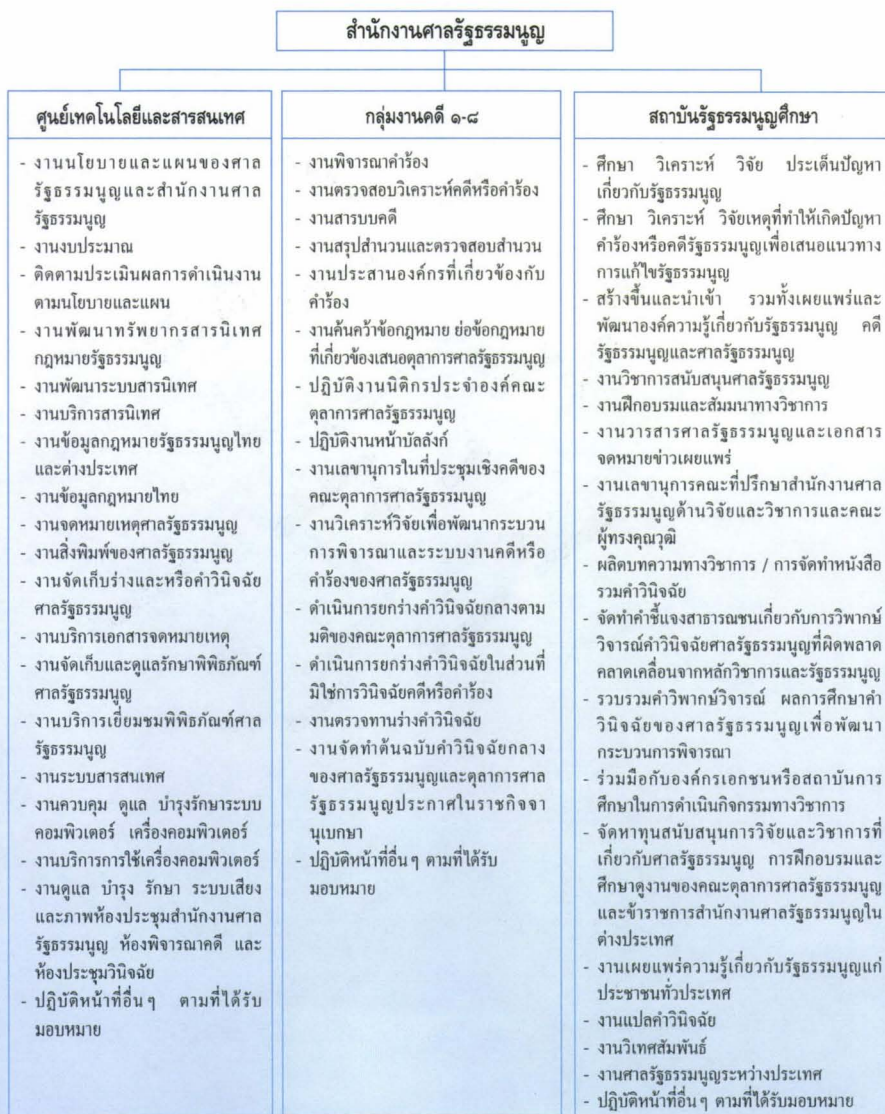 สำนักงานศาลรัฐธรรมนูญ
ศูนย์เทคโนโลยีและสารสนเทศ
- งานนโยบายและแผนของศาล
รัฐธรรมนูญและสำนักงานศาล
รัฐธรรมนูญ
- งานงบประมาณ
- ติดตามประเมินผลการดำเนินงาน
ตามนโยบายและแผน
- งานพัฒนาทรัพยากรสารนิเทศ
กฎหมายรัฐธรรมนูญ
- งานพัฒนาระบบสารนิเทศ
- งานบริการสารนิเทศ
- งานข้อมูลกฎหมายรัฐธรรมนูญไทย
และต่างประเทศ
- งานข้อมูลกฎหมายไทย
- งานจดหมายเหตุศาลรัฐธรรมนูญ
- งานสิ่งพิมพ์ของศาลรัฐธรรมนูญ
- งานจัดเก็บร่างและหรือคำวินิจฉัย
ศาลรัฐธรรมนูญ
- งานบริการเอกสารจดหมายเหตุ
- งานจัดเก็บและดูแลรักษาพิพิธภัณฑ์
ศาลรัฐธรรมนูญ
- งานบริการเยี่ยมชมพิพิธภัณฑ์ศาล
รัฐธรรมนูญ
- งานระบบสารสนเทศ
- งานควบคุม ดูแล บำรุงรักษาระบบ
คอมพิวเตอร์ เครื่องคอมพิวเตอร์
- งานบริการการใช้เครื่องคอมพิวเตอร์
- งานดูแล บำรุง รักษา ระบบเสียง
และภาพห้องประชุมสำนักงานศาล
รัฐธรรมนูญ ห้องพิจารณาคดี และ
ห้องประชุมวินิจฉัย
- ปฏิบัติหน้าที่อื่น ๆ ตามที่ได้รับ
มอบหมาย
กลุ่มงานคดี ๑-๘
- งานพิจารณาคำร้อง
- งานตรวจสอบวิเคราะห์คดีหรือคำร้อง
- งานสารบบคดี
- งานสรุปสำนวนและตรวจสอบสำนวน
- งานประสานองค์กรที่เกี่ยวข้องกับ
คำร้อง
- งานค้นคว้าข้อกฎหมาย ย่อข้อกฎหมาย
ที่เกี่ยวข้องเสนอตุลาการศาลรัฐธรรมนูญ
- ปฏิบัติงานนิติกรประจำองค์คณะ
ตุลาการศาลรัฐธรรมนูญ
- ปฏิบัติงานหน้าบัลลังก์
- งานเลขานุการในที่ประชุมเชิงคดีของ
คณะตุลาการศาลรัฐธรรมนูญ
- งานวิเคราะห์วิจัยเพื่อพัฒนากระบวน
การพิจารณาและระบบงานคดีหรือ
คำร้องของศาลรัฐธรรมนูญ
- ดำเนินการยกร่างคำวินิจฉัยกลางตาม
มติของคณะตุลาการศาลรัฐธรรมนูญ
- ดำเนินการยกร่างคำวินิจฉัยในส่วนที่
มิใช่การวินิจฉัยคดีหรือคำร้อง
- งานตรวจทานร่างคำวินิจฉัย
- งานจัดทำต้นฉบับคำวินิจฉัยกลาง
ของศาลรัฐธรรมนูญและตุลาการศาล
รัฐธรรมนูญประกาศในราชกิจจา
นุเบกษา
- ปฏิบัติหน้าที่อื่น ๆ ตามที่ได้รับ
มอบหมาย
สถาบันรัฐธรรมนูญศึกษา
- ศึกษา วิเคราะห์ วิจัย ประเด็นปัญหา
เกี่ยวกับรัฐธรรมนูญ
- ศึกษา วิเคราะห์ วิจัยเหตุที่ทำให้เกิดปัญหา
คำร้องหรือคดีรัฐธรรมนูญเพื่อเสนอแนวทาง
การแก้ไขรัฐธรรมนูญ
- สร้างขึ้นและนำเข้า รวมทั้งเผยแพร่และ
พัฒนาองค์ความรู้เกี่ยวกับรัฐธรรมนูญ คดี
รัฐธรรมนูญและศาลรัฐธรรมนูญ
- งานวิชาการสนับสนุนศาลรัฐธรรมนูญ
- งานฝึกอบรมและสัมมนาทางวิชาการ
- งานวารสารศาลรัฐธรรมนูญและเอกสาร
จดหมายข่าวเผยแพร่
- งานเลขานุการคณะที่ปรึกษาสำนักงานศาล
รัฐธรรมนูญด้านวิจัยและวิชาการและคณะ
ผู้ทรงคุณวุฒิ
- ผลิตบทความทางวิชาการ / การจัดทำหนังสือ
รวมคำวินิจฉัย
- จัดทำคำชี้แจงสาธารณชนเกี่ยวกับการวิพากษ์
วิจารณ์คำวินิจฉัยศาลรัฐธรรมนูญที่ผิดพลาด
คลาดเคลื่อนจากหลักวิชาการและรัฐธรรมนูญ
- รวบรวมคำวิพากษ์วิจารณ์ ผลการศึกษาคำ
วินิจฉัยของศาลรัฐธรรมนูญเพื่อพัฒนา
กระบวนการพิจารณา
- ร่วมมือกับองค์กรเอกชนหรือสถาบันการ
ศึกษาในการดำเนินกิจกรรมทางวิชาการ
- จัดหาทุนสนับสนุนการวิจัยและวิชาการที่
เกี่ยวกับศาลรัฐธรรมนูญ การฝึกอบรมและ
ศึกษาดูงานของคณะตุลาการศาลรัฐธรรมนูญ
และข้าราชการสำนักงานศาลรัฐธรรมนูญใน
ต่างประเทศ
- งานเผยแพร่ความรู้เกี่ยวกับรัฐธรรมนูญแก่
ประชาชนทั่วประเทศ
- งานแปลคำวินิจฉัย
- งานวิเทศสัมพันธ์
- งานศาลรัฐธรรมนูญระหว่างประเทศ
- ปฏิบัติหน้าที่อื่น ๆ ตามที่ได้รับมอบหมาย